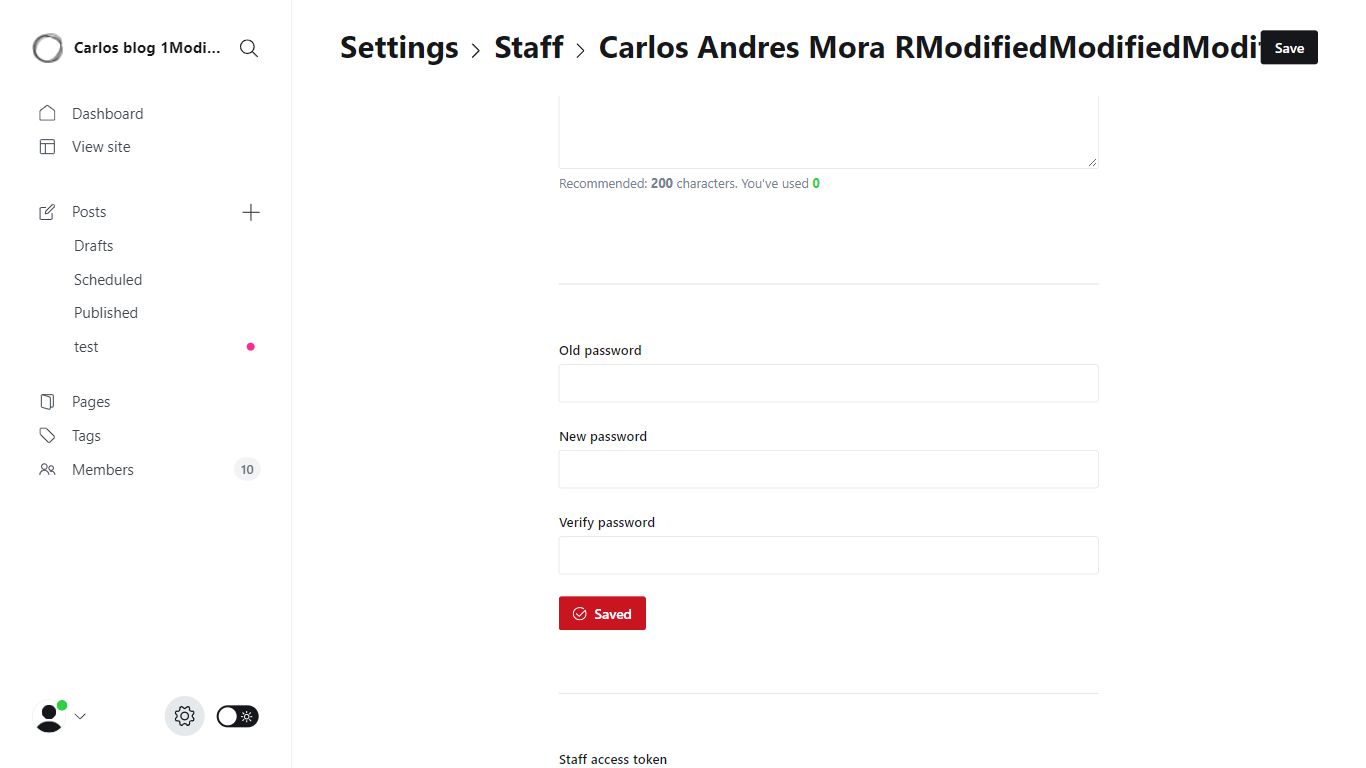 Carlos blog 1Modi...
Dashboard
View site
Posts
Drafts
Scheduled
Published
test
Pages
Tags
Members 10
Settings > Staff > Carlos Andres Mora RModifiedModifiedModi
Save
Recommended: 200 characters. You've used 0
Old password
New password
Verify password
Saved
Staff access token